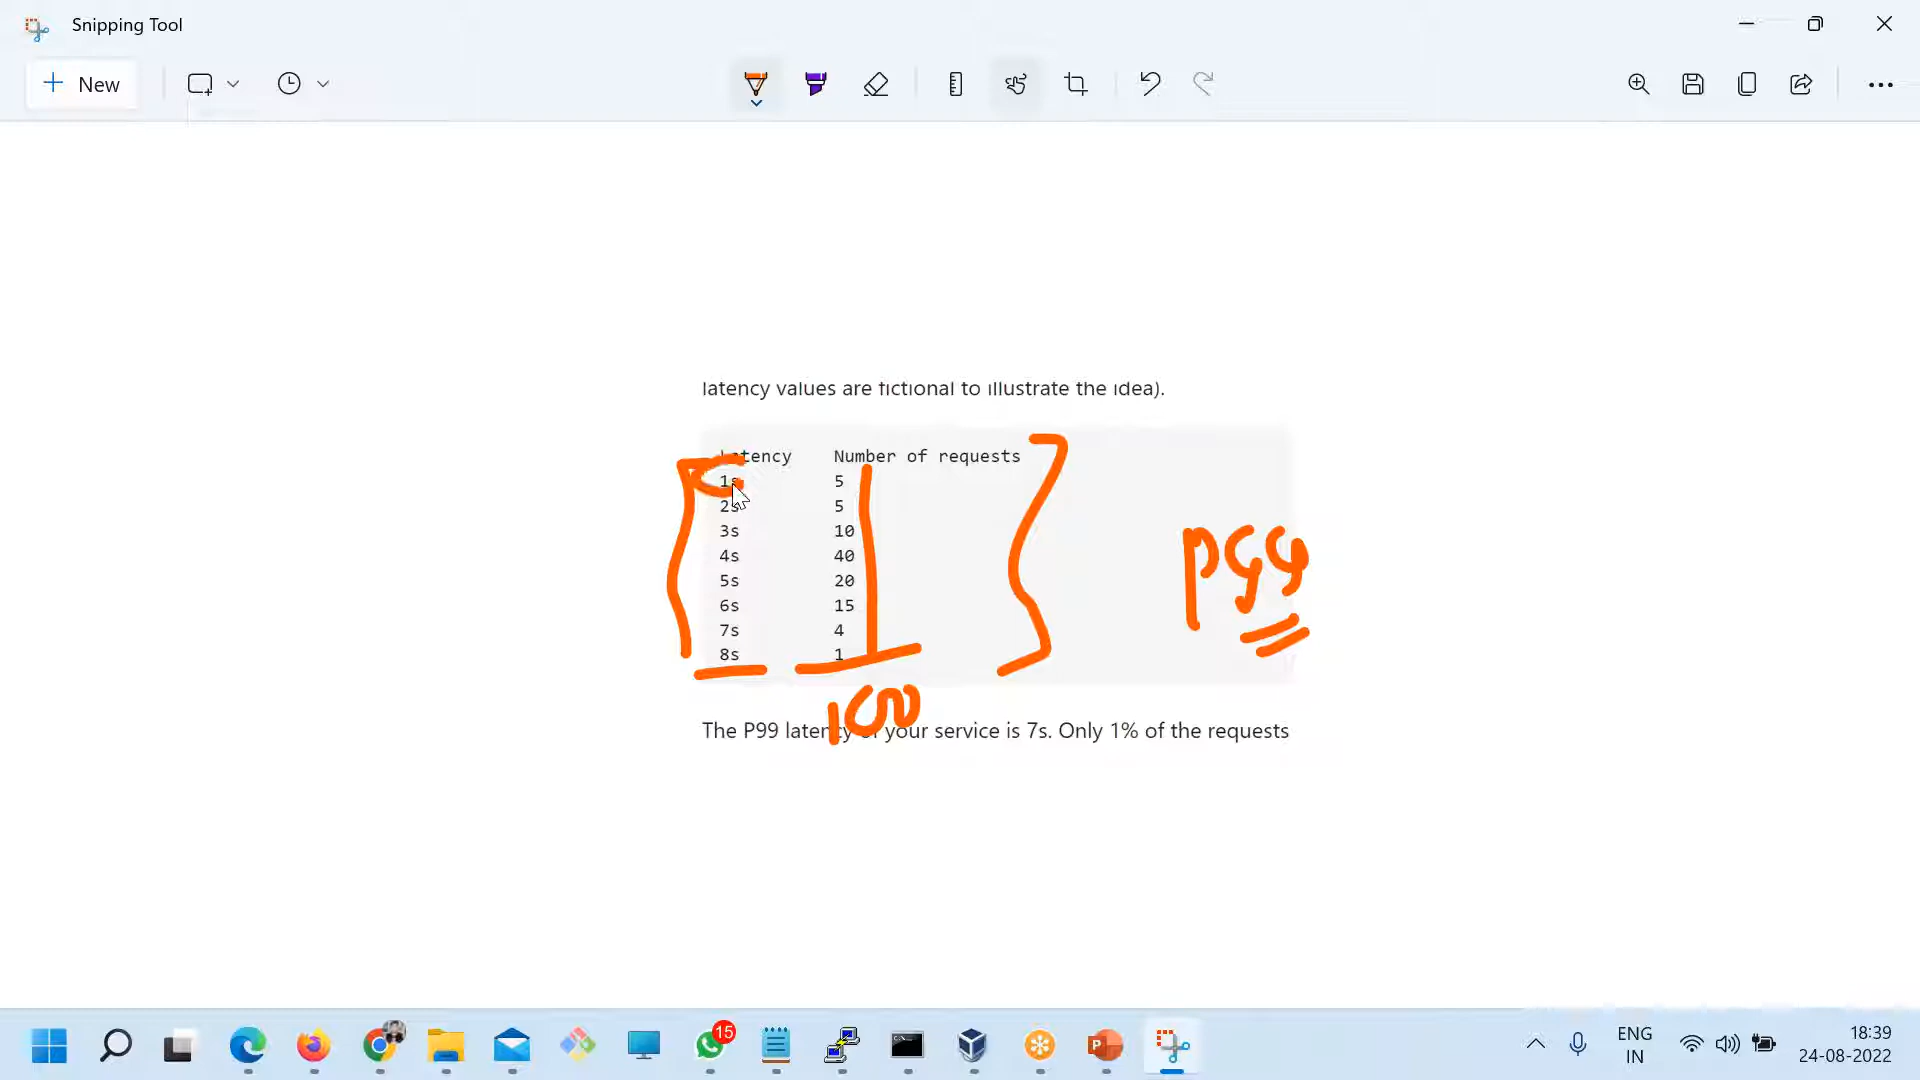 Snipping Tool
New
latency values are fictional to illustrate the idea).
Latency Number of requests
1s 5
2s 5
3s 10
4s 40
5s 20
6s 15
7s 4
8s 1
P99
100
The P99 latency of your service is 7s. Only 1% of the requests
15
ENG
IN
18:39
24-08-2022